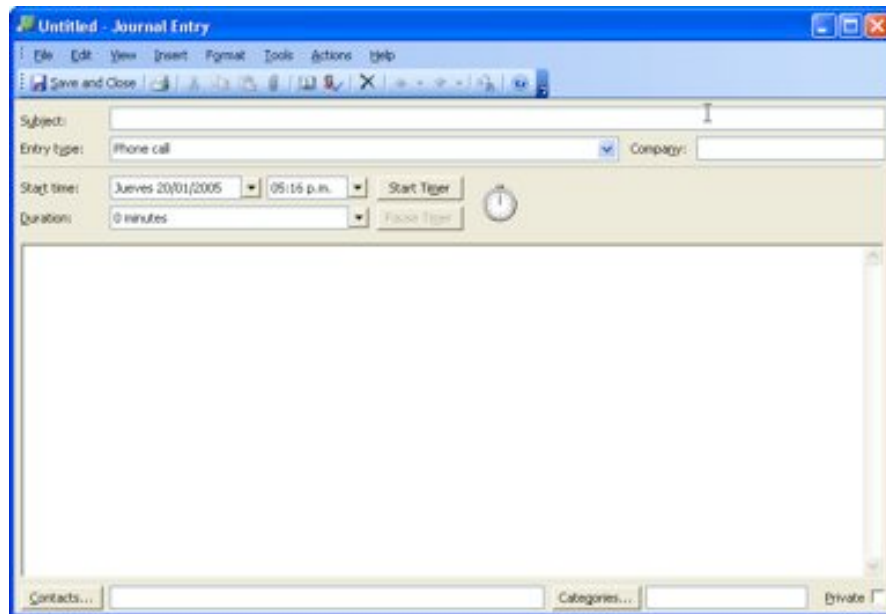 Untitled - Journal Entry
File Edit View Insert Format Tools Actions Help
Save and Close
Subject:
Entry type: Phone call Company:
Start time: Jueves 20/01/2005 05:16 p.m. Start Timer
Duration: 0 minutes Pause Timer
Contacts... Categories... Private